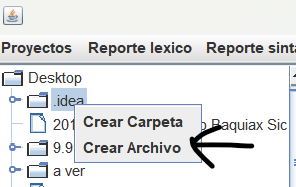 Proyectos Reporte lexico Reporte sinta
Desktop
.idea
201 o Baquiax Sic
Crear Carpeta
9.9
Crear Archivo
a ver